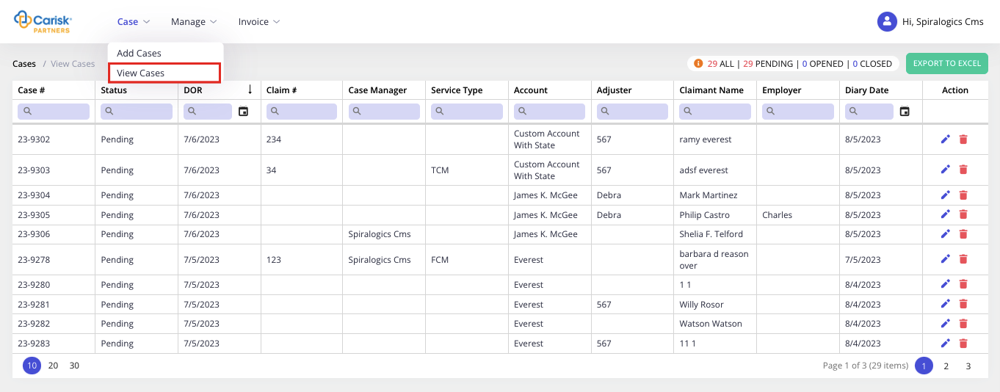 Carisk
PARTNERS
Case Manage Invoice Hi, Spiralogics Cms
Add Cases
View Cases
Cases / View Cases 29 ALL | 29 PENDING | 0 OPENED | 0 CLOSED EXPORT TO EXCEL
Case # Status DOR Claim # Case Manager Service Type Account Adjuster Claimant Name Employer Diary Date Action
23-9302 Pending 7/6/2023 234 Custom Account With State 567 ramy everest 8/5/2023
23-9303 Pending 7/6/2023 34 TCM Custom Account With State 567 adsf everest 8/5/2023
23-9304 Pending 7/6/2023 James K. McGee Debra Mark Martinez 8/5/2023
23-9305 Pending 7/6/2023 James K. McGee Debra Philip Castro Charles 8/5/2023
23-9306 Pending 7/6/2023 Spiralogics Cms James K. McGee Shelia F. Telford 8/5/2023
23-9278 Pending 7/5/2023 123 Spiralogics Cms FCM Everest barbara d reason over 7/5/2023
23-9280 Pending 7/5/2023 Everest 1 1 8/4/2023
23-9281 Pending 7/5/2023 Everest 567 Willy Rosor 8/4/2023
23-9282 Pending 7/5/2023 Everest Watson Watson 8/4/2023
23-9283 Pending 7/5/2023 Everest 567 11 1 8/4/2023
10 20 30 Page 1 of 3 (29 items) 1 2 3